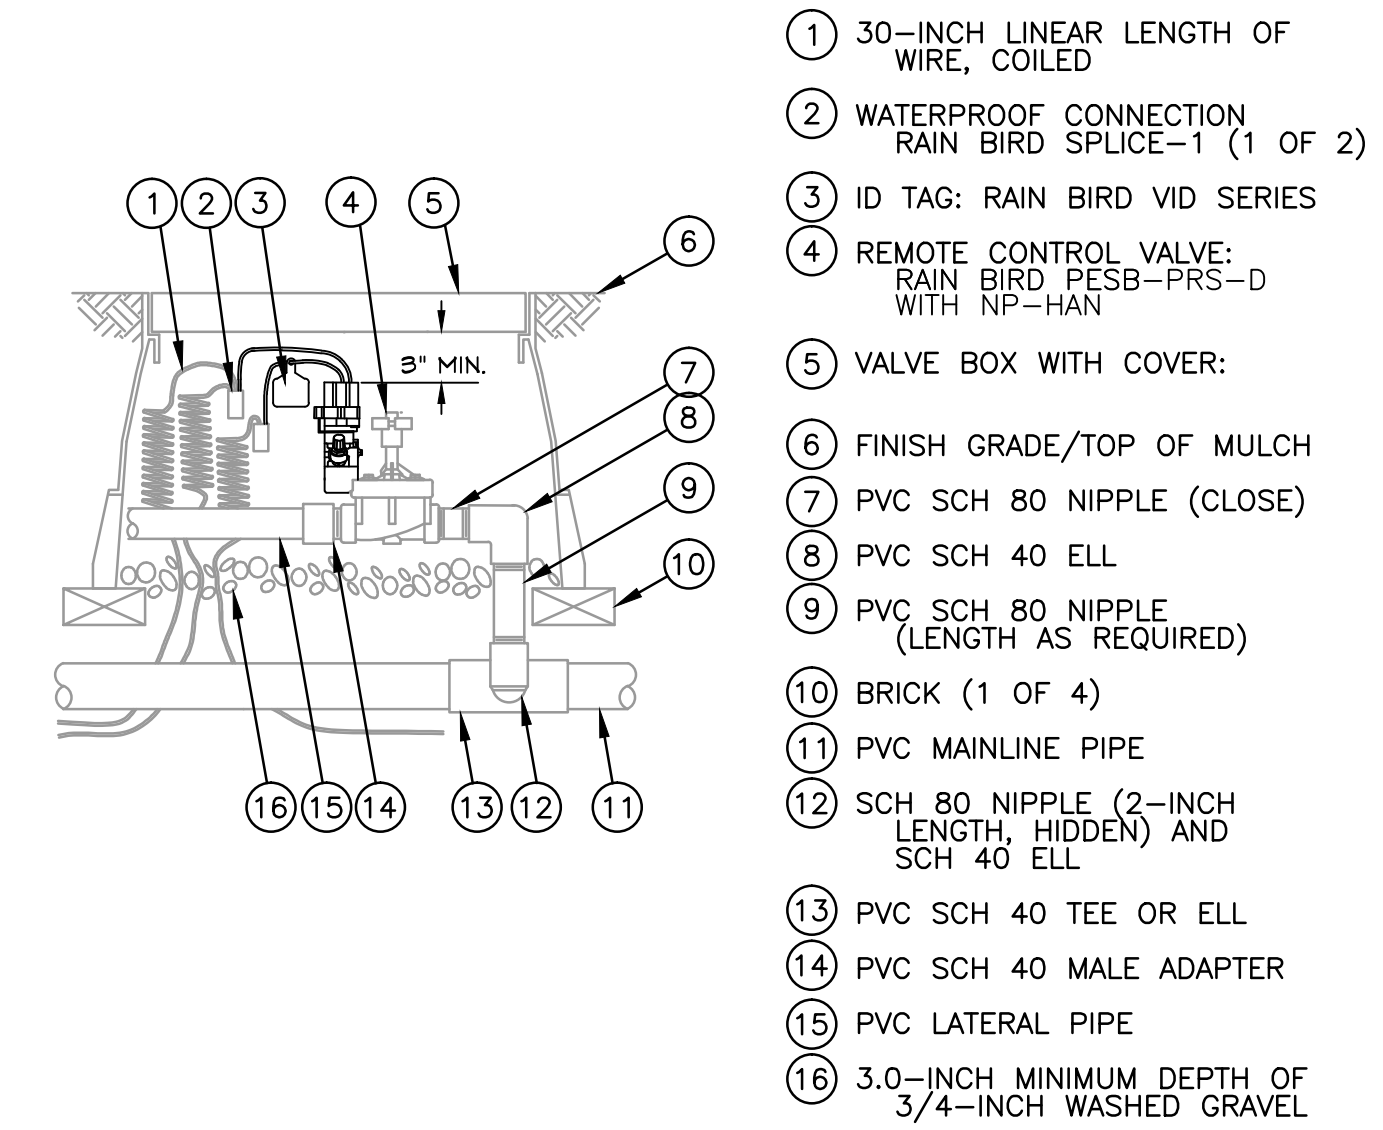 1 30-INCH LINEAR LENGTH OF
WIRE, COILED
2 WATERPROOF CONNECTION
RAIN BIRD SPLICE-1 (1 OF 2)
3 ID TAG: RAIN BIRD VID SERIES
4 REMOTE CONTROL VALVE:
RAIN BIRD PESB-PRS-D
WITH NP-HAN
5 VALVE BOX WITH COVER:
6 FINISH GRADE/TOP OF MULCH
7 PVC SCH 80 NIPPLE (CLOSE)
8 PVC SCH 40 ELL
9 PVC SCH 80 NIPPLE
(LENGTH AS REQUIRED)
10 BRICK (1 OF 4)
11 PVC MAINLINE PIPE
12 SCH 80 NIPPLE (2-INCH
LENGTH, HIDDEN) AND
SCH 40 ELL
13 PVC SCH 40 TEE OR ELL
14 PVC SCH 40 MALE ADAPTER
15 PVC LATERAL PIPE
16 3.0-INCH MINIMUM DEPTH OF
3/4-INCH WASHED GRAVEL
1 2 3 4 5
6
3" MIN.
7
8
9
10
16 15 14 13 12 11